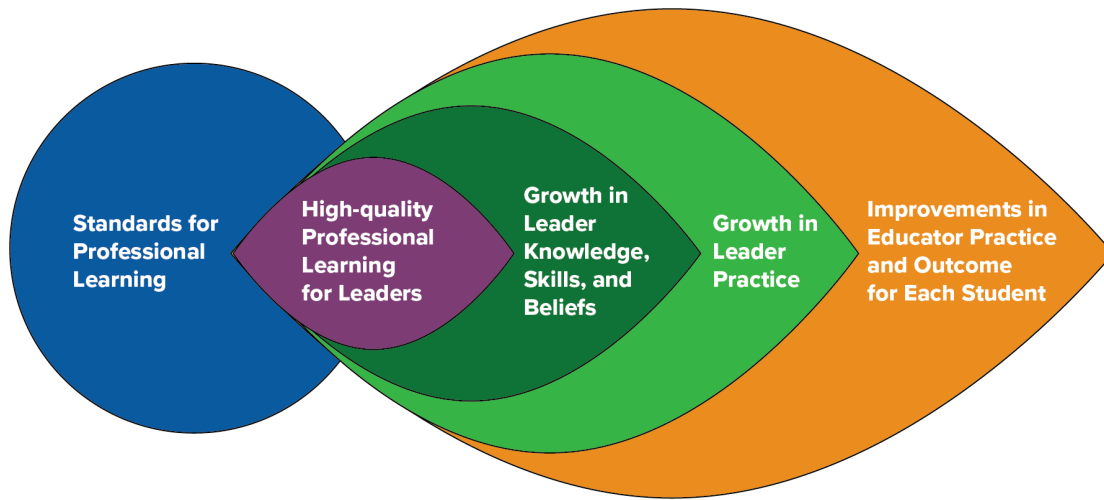 Standards for
Professional
Learning
High-quality
Professional
Learning
for Leaders
Growth in
Leader
Knowledge,
Skills, and
Beliefs
Growth in
Leader
Practice
Improvements in
Educator Practice
and Outcome
for Each Student